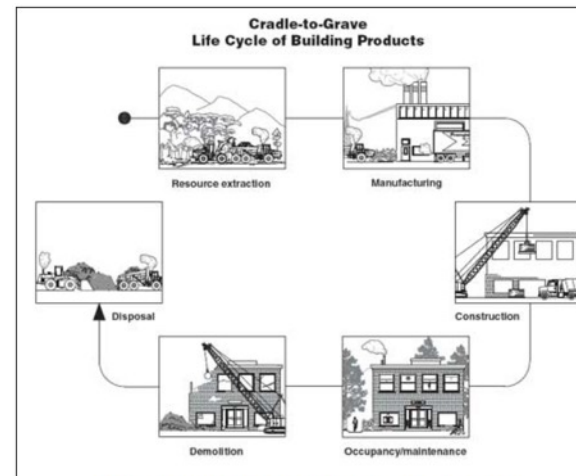 Cradle-to-Grave
Life Cycle of Building Products
Resource extraction
Manufacturing
Construction
Occupancy/maintenance
Demolition
Disposal